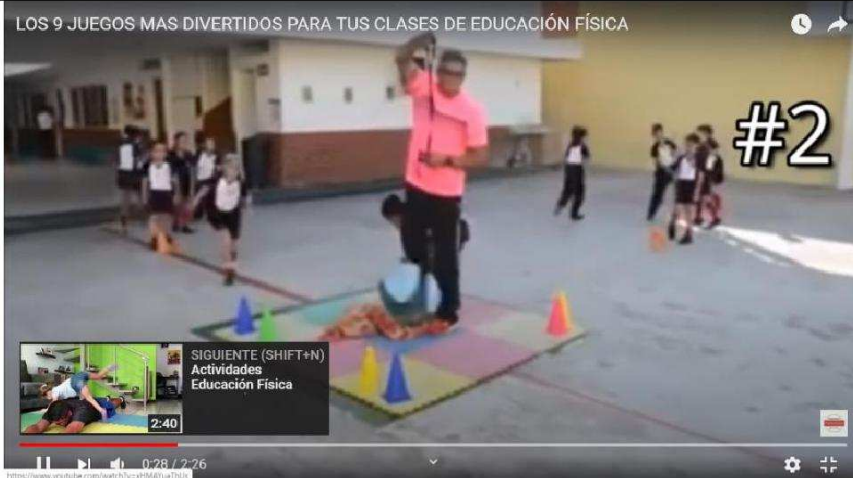 LOS 9 JUEGOS MAS DIVERTIDOS PARA TUS CLASES DE EDUCACIÓN FÍSICA
#2
SIGUIENTE (SHIFT+N)
Actividades
Educación Física
2:40
0:28 / 2:26